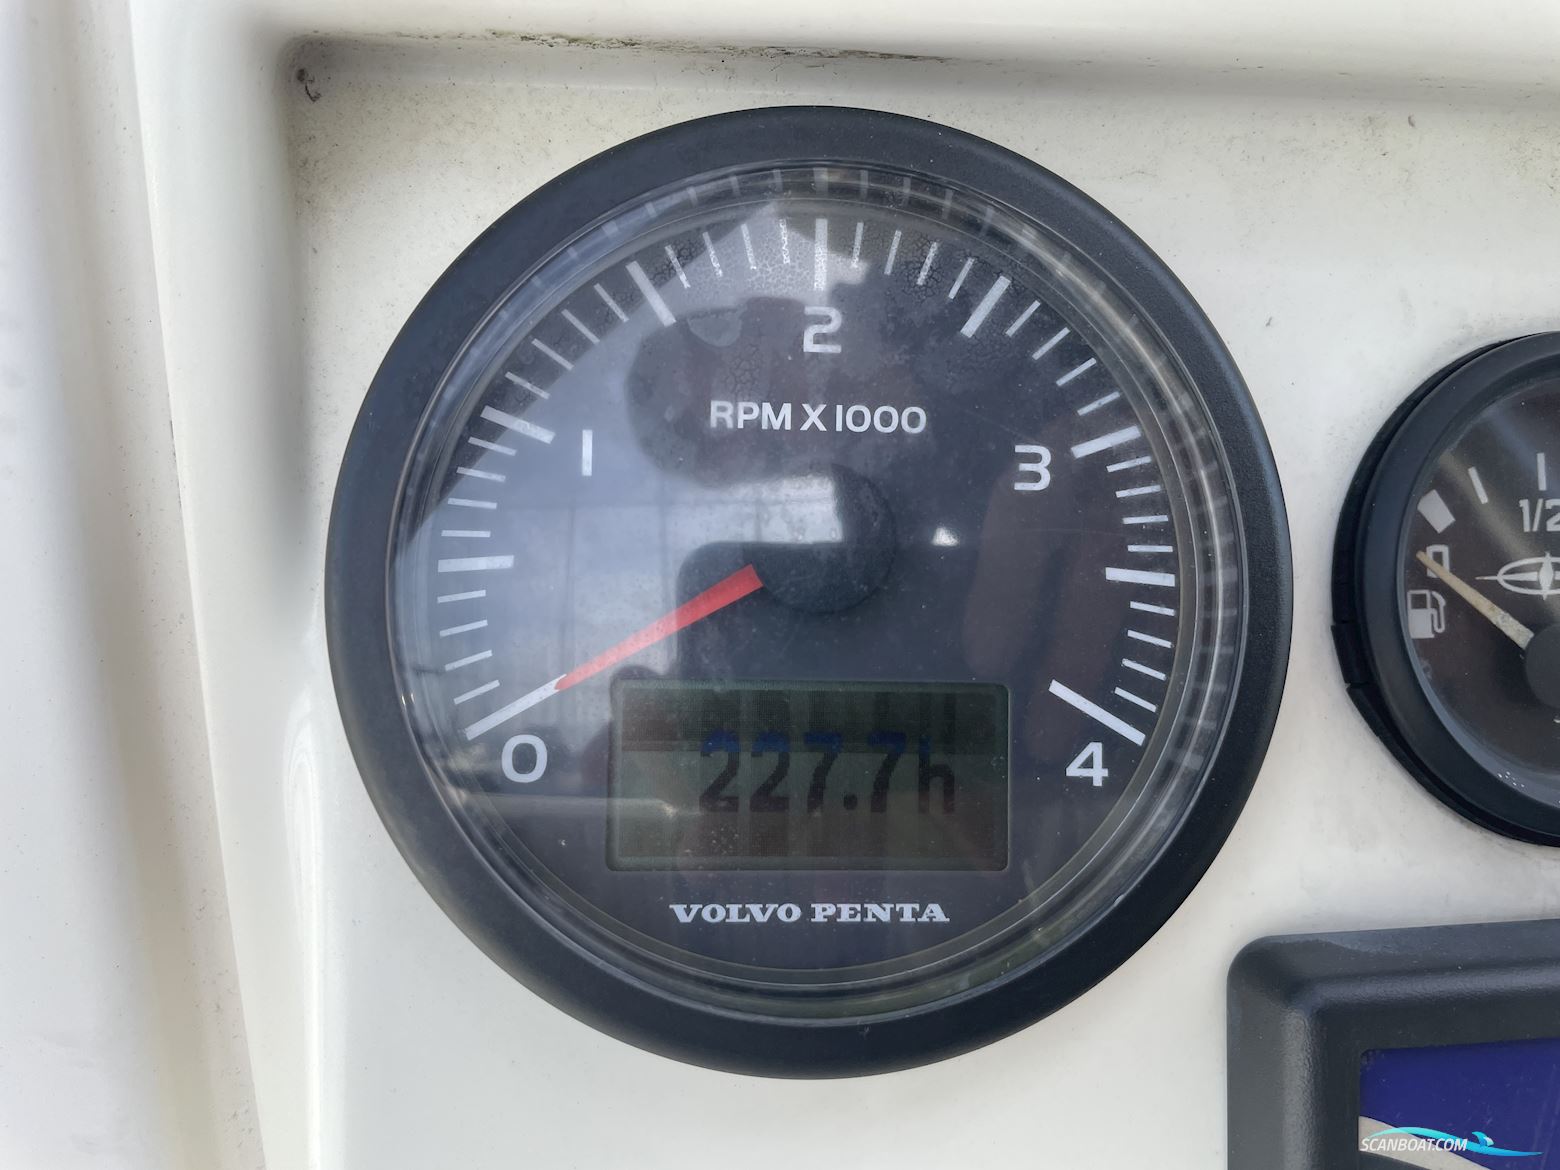 2
RPM X 1000
1
3
0
4
227.7h
VOLVO PENTA
1/2
SCANBOAT.COM